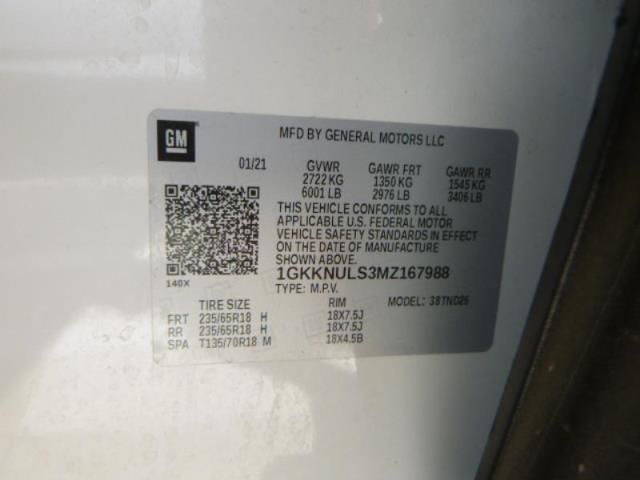 GM
MFD BY GENERAL MOTORS LLC
01/21 GVWR GAWR FRT GAWR RR
2722 KG 1350 KG 1545 KG
6001 LB 2976 LB 3406 LB
THIS VEHICLE CONFORMS TO ALL
APPLICABLE U.S. FEDERAL MOTOR
VEHICLE SAFETY STANDARDS IN EFFECT
ON THE DATE OF MANUFACTURE
SHOWN ABOVE.
1GKKNULS3MZ167988
140X
TYPE: M.P.V. MODEL: 38TND26
TIRE SIZE RIM
FRT 235/65R18 H 18X7.5J
RR 235/65R18 H 18X7.5J
SPA T135/70R18 M 18X4.5B